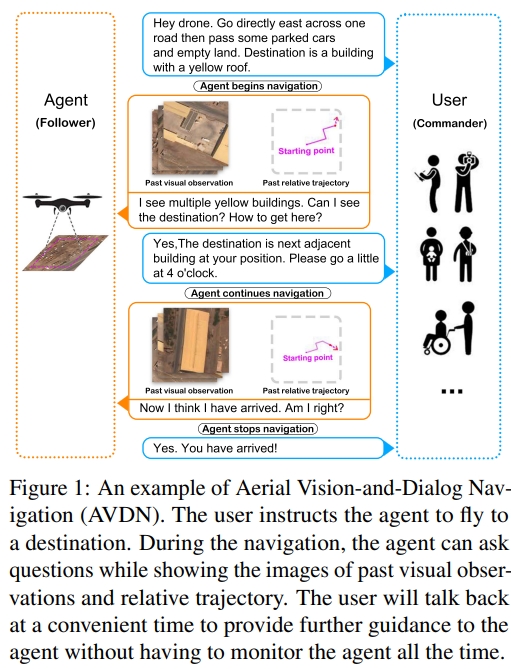 Hey drone. Go directly east across one
road then pass some parked cars
and empty land. Destination is a building
with a yellow roof.
Agent begins navigation
Agent
(Follower)
User
(Commander)
Starting point
Past visual observation
Past relative trajectory
I see multiple yellow buildings. Can I see
the destination? How to get here?
Yes,The destination is next adjacent
building at your position. Please go a little
at 4 o'clock.
Agent continues navigation
Starting point
Past visual observation
Past relative trajectory
Now I think I have arrived. Am I right?
Agent stops navigation
Yes. You have arrived!
...
Figure 1: An example of Aerial Vision-and-Dialog Nav-
igation (AVDN). The user instructs the agent to fly to
a destination. During the navigation, the agent can ask
questions while showing the images of past visual obser-
vations and relative trajectory. The user will talk back
at a convenient time to provide further guidance to the
agent without having to monitor the agent all the time.